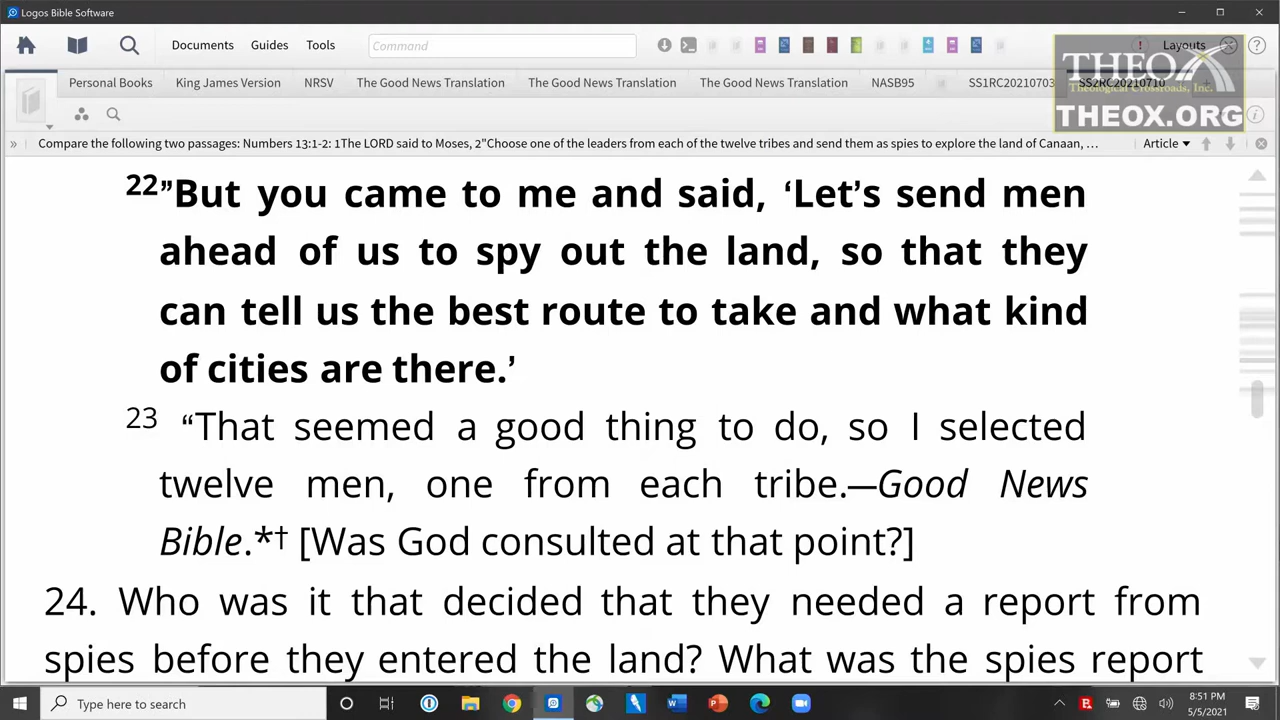 Logos Bible Software
Documents Guides Tools Command Layouts
THEOX
Theological Crossroads, Inc.
THEOX.ORG
Personal Books King James Version NRSV The Good News Translation The Good News Translation The Good News Translation NASB95 SS1RC20210703 SS2RC20210710
» Compare the following two passages: Numbers 13:1-2: 1The LORD said to Moses, 2"Choose one of the leaders from each of the twelve tribes and send them as spies to explore the land of Canaan, ... Article
22”But you came to me and said, ‘Let’s send men
ahead of us to spy out the land, so that they
can tell us the best route to take and what kind
of cities are there.’
23 “That seemed a good thing to do, so I selected
twelve men, one from each tribe.—Good News
Bible.*† [Was God consulted at that point?]
24. Who was it that decided that they needed a report from
spies before they entered the land? What was the spies report
Type here to search
8:51 PM
5/5/2021